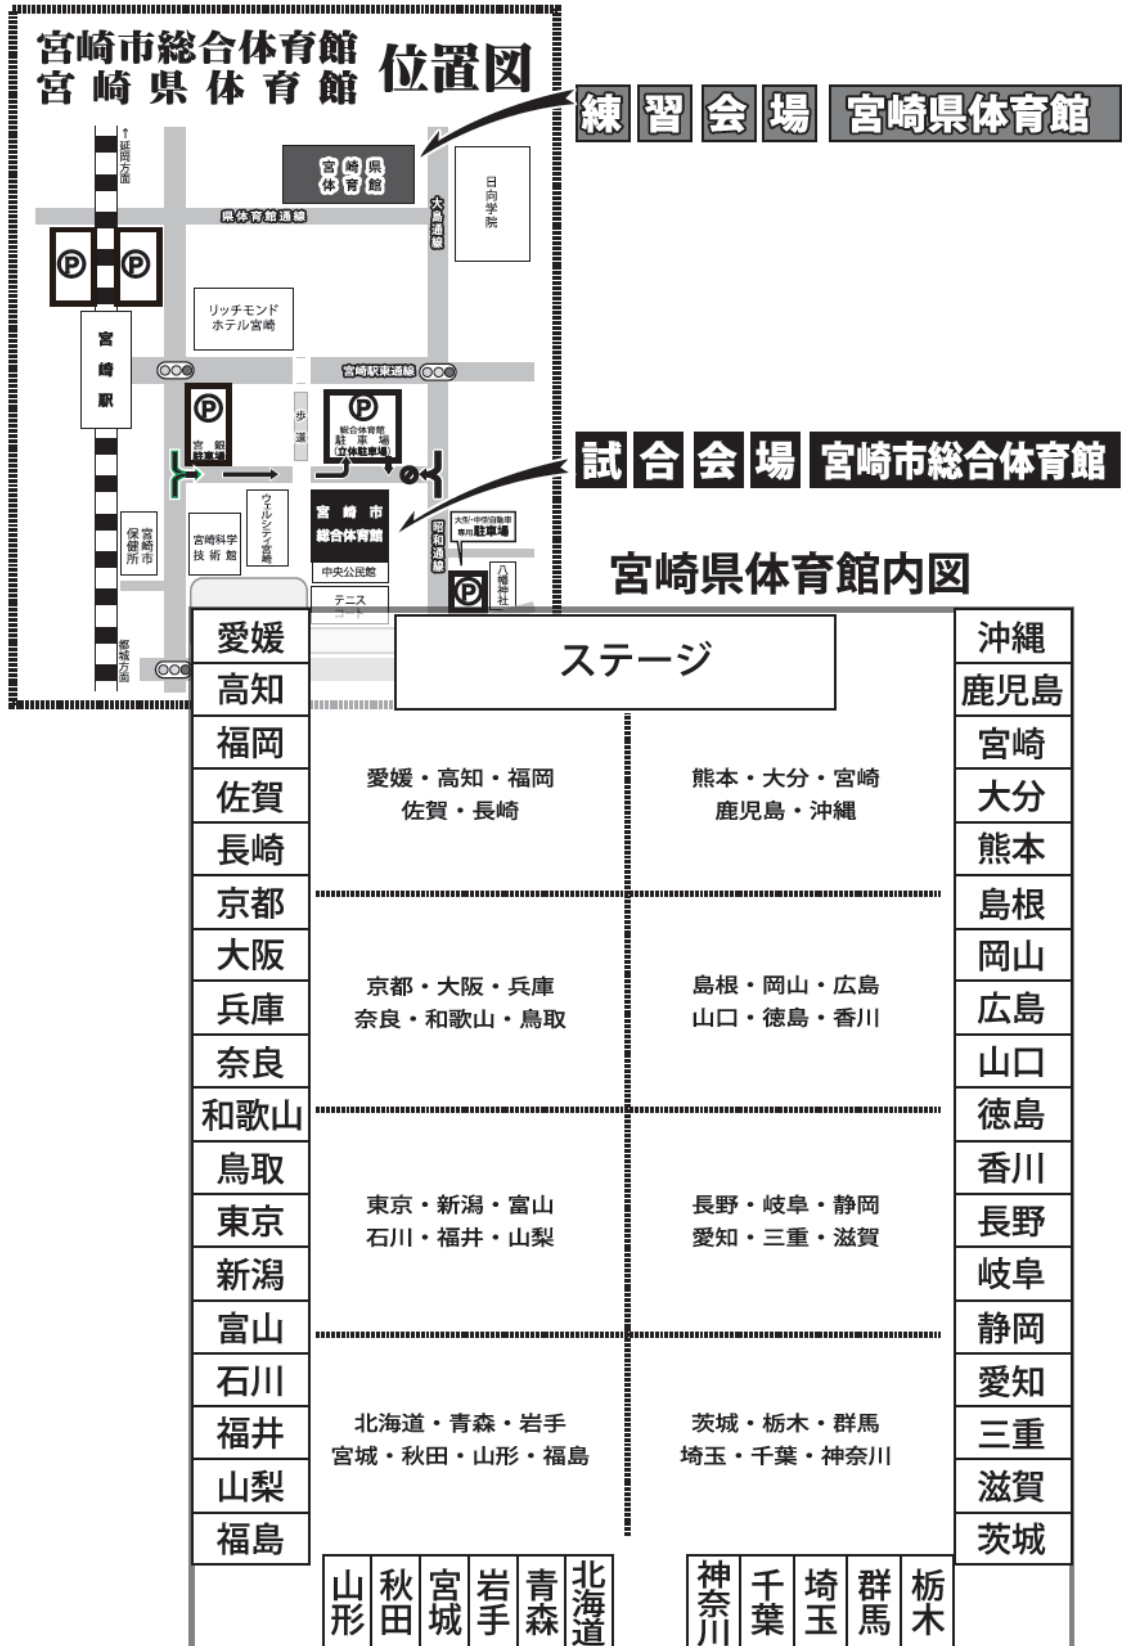 宮崎市総合体育館
宮崎県体育館
位置図
練習会場 宮崎県体育館
↑延岡方面
宮崎県
体育館
日向学院
県体育館通線
大島通線
P
P
リッチモンド
ホテル宮崎
宮崎駅
宮崎駅東通線
P
宮銀
駐車場
歩道
P
総合体育館
駐車場
(立体駐車場)
試合会場 宮崎市総合体育館
宮崎市
保健所
宮崎科学
技術館
ウェルシティ宮崎
宮崎市
総合体育館
中央公民館
テニス
コート
昭和通線
大型・中型自動車
専用駐車場
P
八幡神社
都城方面
宮崎県体育館内図
ステージ
愛媛
高知
福岡
佐賀
長崎
京都
大阪
兵庫
奈良
和歌山
鳥取
東京
新潟
富山
石川
福井
山梨
福島
愛媛・高知・福岡
佐賀・長崎
熊本・大分・宮崎
鹿児島・沖縄
京都・大阪・兵庫
奈良・和歌山・鳥取
島根・岡山・広島
山口・徳島・香川
東京・新潟・富山
石川・福井・山梨
長野・岐阜・静岡
愛知・三重・滋賀
北海道・青森・岩手
宮城・秋田・山形・福島
茨城・栃木・群馬
埼玉・千葉・神奈川
沖縄
鹿児島
宮崎
大分
熊本
島根
岡山
広島
山口
徳島
香川
長野
岐阜
静岡
愛知
三重
滋賀
茨城
山形
秋田
宮城
岩手
青森
北海道
神奈川
千葉
埼玉
群馬
栃木